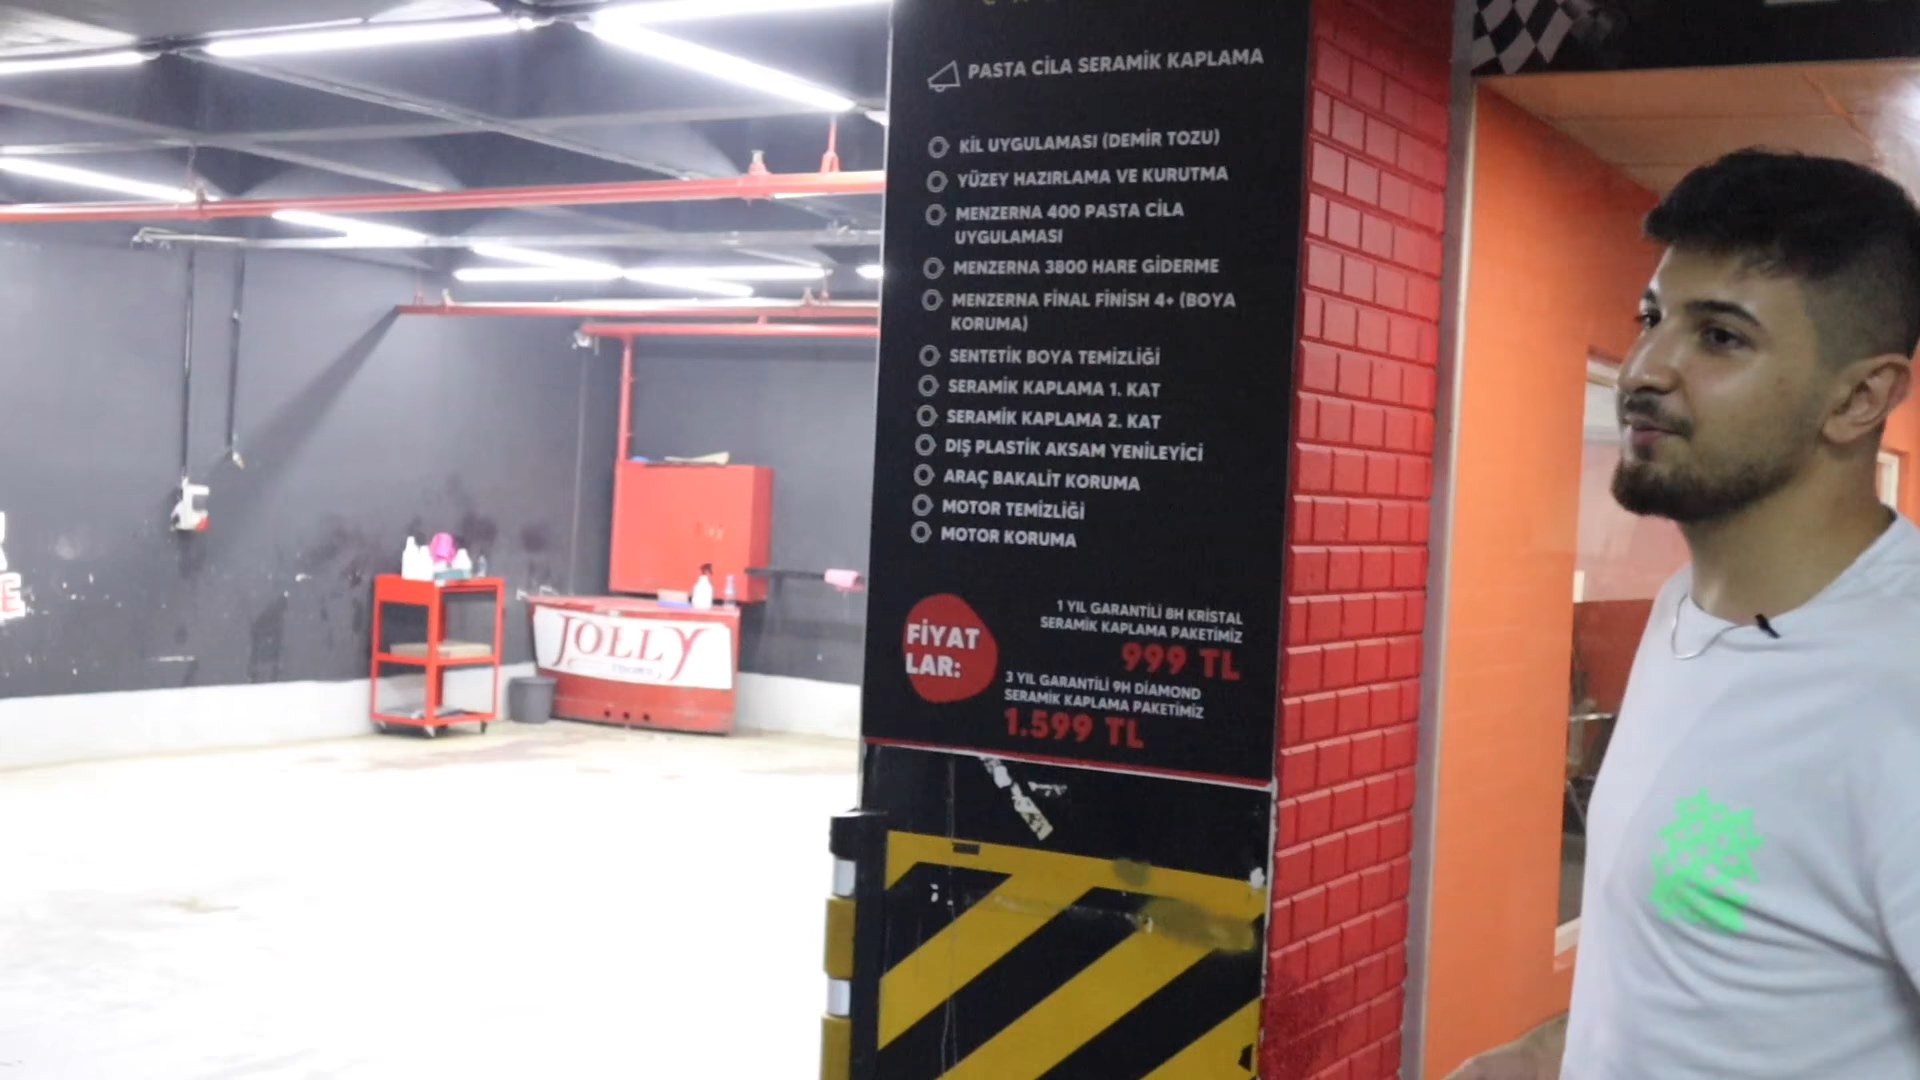 PASTA CİLA SERAMİK KAPLAMA
KİL UYGULAMASI (DEMİR TOZU)
YÜZEY HAZIRLAMA VE KURUTMA
MENZERNA 400 PASTA CİLA
UYGULAMASI
MENZERNA 3800 HARE GİDERME
MENZERNA FİNAL FİNİSH 4+ (BOYA
KORUMA)
SENTETİK BOYA TEMİZLİĞİ
SERAMİK KAPLAMA 1. KAT
SERAMİK KAPLAMA 2. KAT
DIŞ PLASTİK AKSAM YENİLEYİCİ
ARAÇ BAKALİT KORUMA
MOTOR TEMİZLİĞİ
MOTOR KORUMA
FİYAT
LAR:
1 YIL GARANTİLİ 8H KRİSTAL
SERAMİK KAPLAMA PAKETİMİZ
999 TL
3 YIL GARANTİLİ 9H DİAMOND
SERAMİK KAPLAMA PAKETİMİZ
1.599 TL
JOLLY